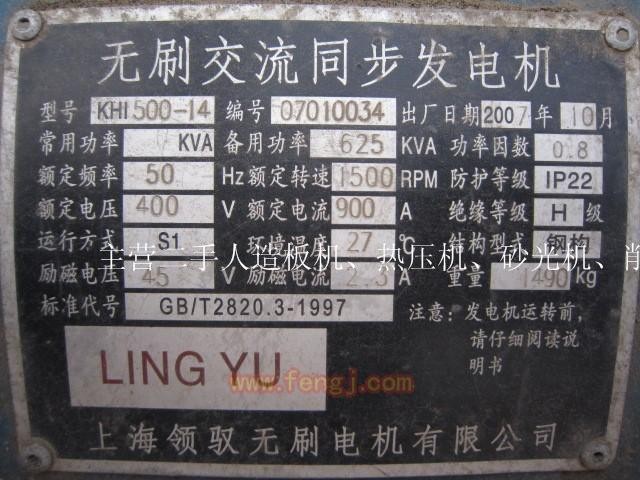 无刷交流同步发电机
型号 KHI500-14 编号 07010034 出厂日期2007年10月
常用功率 KVA 备用功率 625 KVA 功率因数 0.8
额定频率 50 Hz 额定转速 1500 RPM 防护等级 IP22
额定电压 400 V 额定电流 900 A 绝缘等级 H 级
运行方式 S1 环境温度 27 ℃ 结构型式 钢构
主营二手人造板机、热压机、砂光机、削
励磁电压 45 V 励磁电流 2.3 A 重量 1490 kg
标准代号 GB/T2820.3-1997 注意：发电机运转前，
请仔细阅读说
明书
LING YU
www.fengj.com
上海领驭无刷电机有限公司